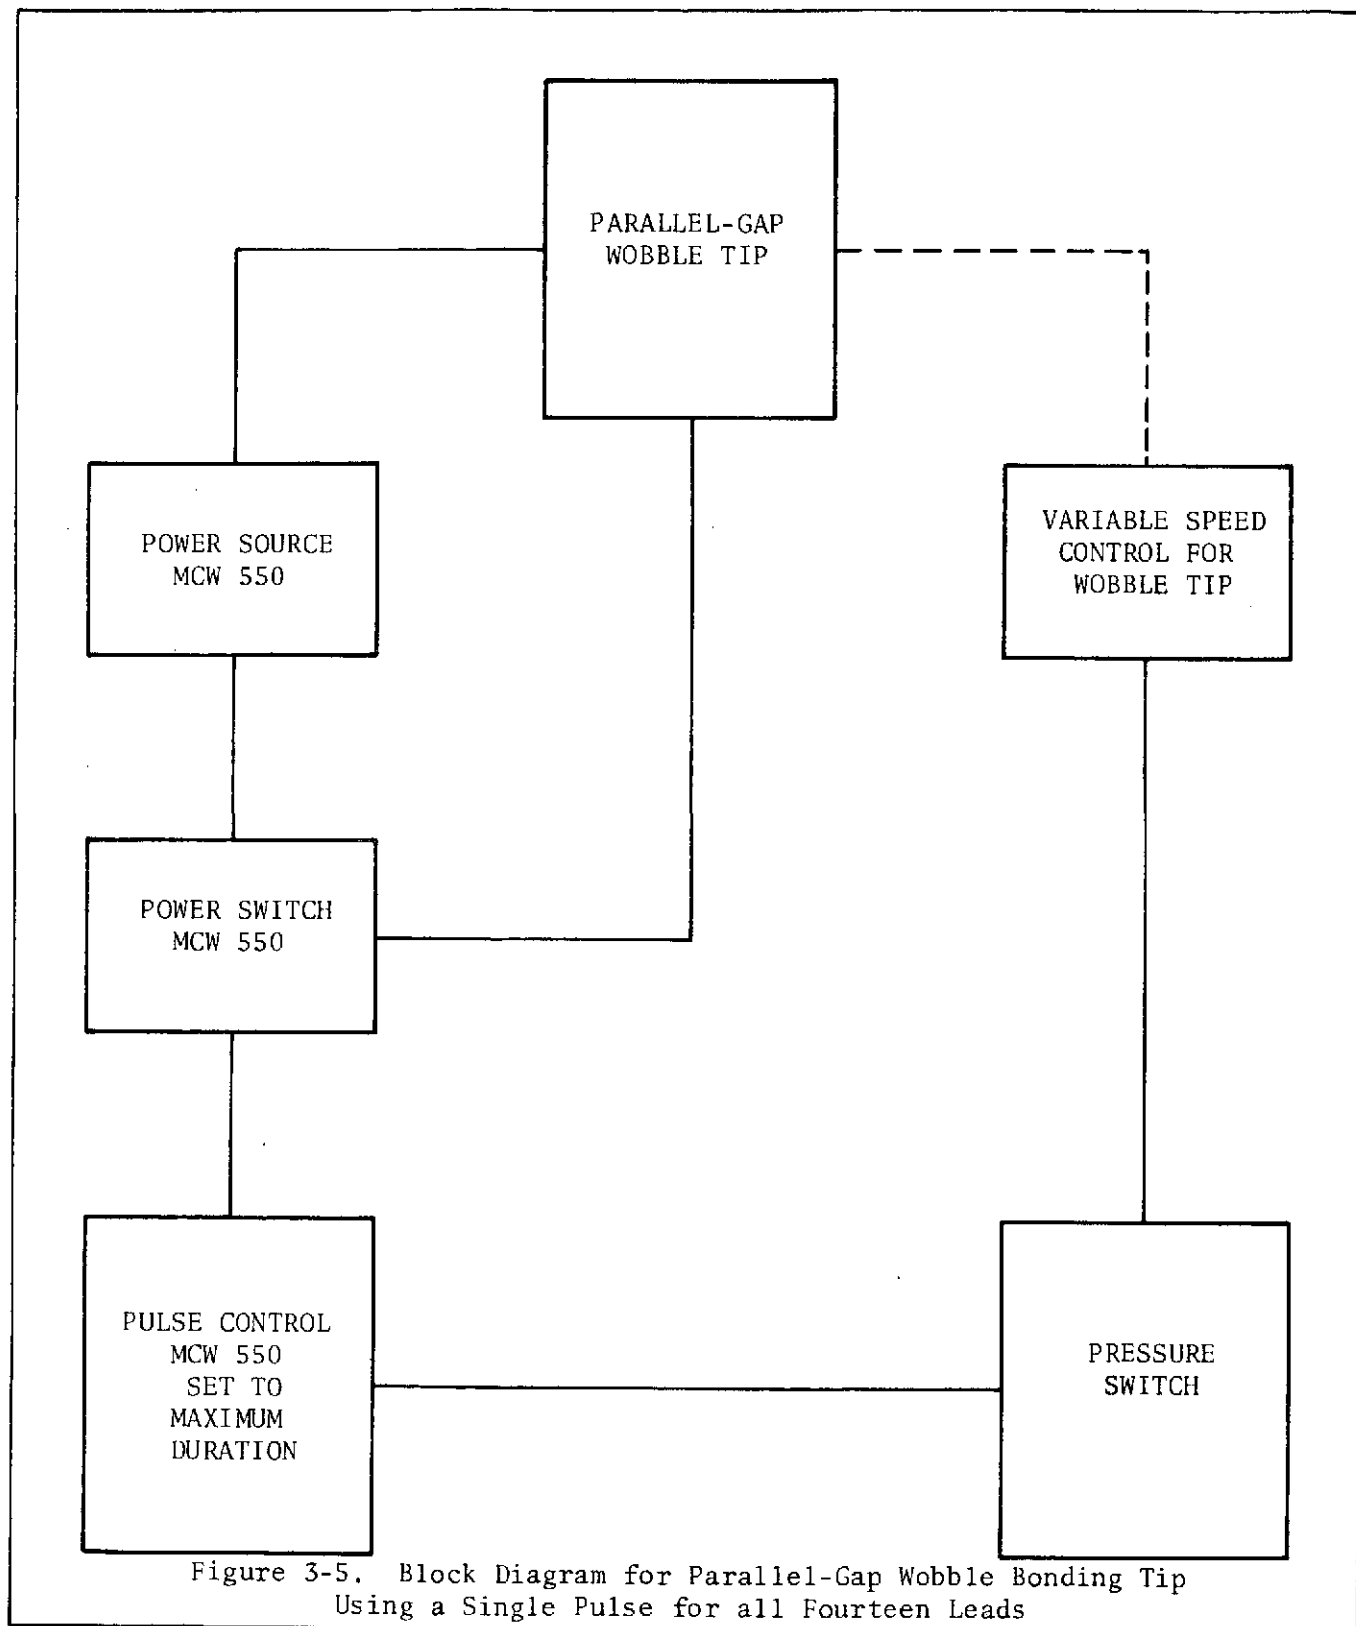 PARALLEL-GAP
WOBBLE TIP
POWER SOURCE
MCW 550
VARIABLE SPEED
CONTROL FOR
WOBBLE TIP
POWER SWITCH
MCW 550
PULSE CONTROL
MCW 550
SET TO
MAXIMUM
DURATION
PRESSURE
SWITCH
Figure 3-5. Block Diagram for Parallel-Gap Wobble Bonding Tip
Using a Single Pulse for all Fourteen Leads